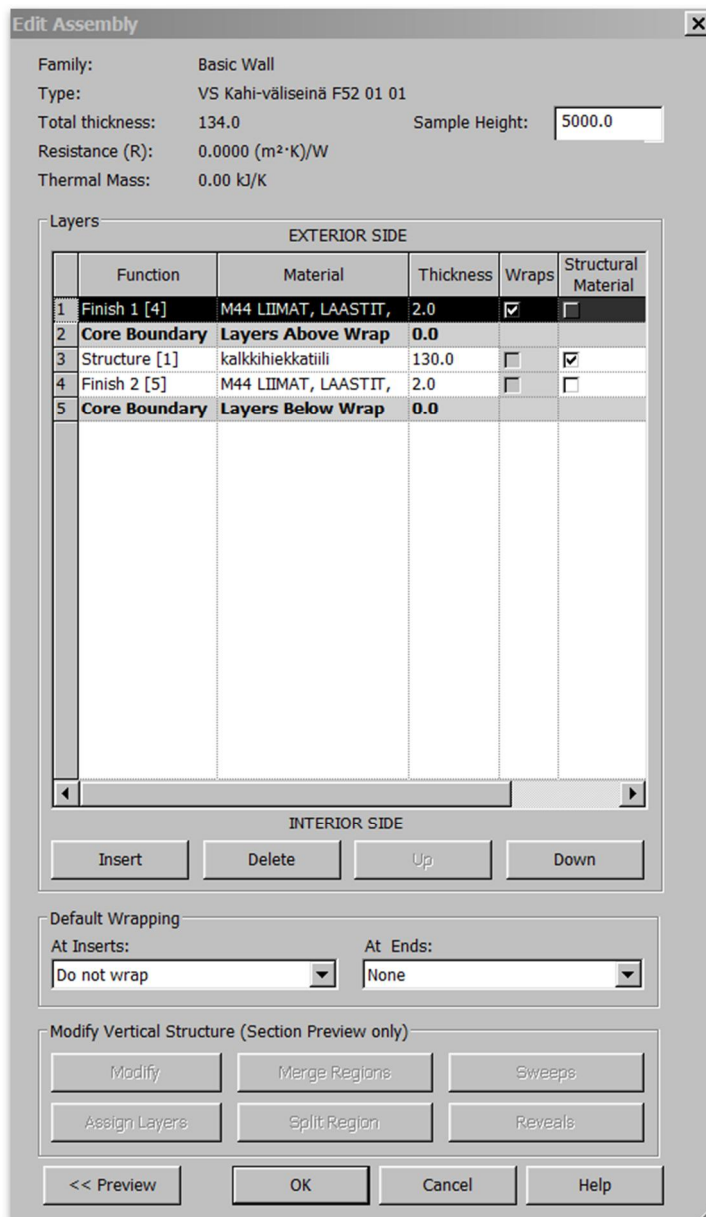 Edit Assembly
Family: Basic Wall
Type: VS Kahi-väliseinä F52 01 01
Total thickness: 134.0 Sample Height: 5000.0
Resistance (R): 0.0000 (m²·K)/W
Thermal Mass: 0.00 kJ/K
Layers
EXTERIOR SIDE
Function Material Thickness Wraps Structural Material
1 Finish 1 [4] M44 LIIMAT, LAASTIT, 2.0
2 Core Boundary Layers Above Wrap 0.0
3 Structure [1] kalkkihiekkatiili 130.0
4 Finish 2 [5] M44 LIIMAT, LAASTIT, 2.0
5 Core Boundary Layers Below Wrap 0.0
INTERIOR SIDE
Insert Delete Up Down
Default Wrapping
At Inserts: At Ends:
Do not wrap None
Modify Vertical Structure (Section Preview only)
Modify Merge Regions Sweeps
Assign Layers Split Region Reveals
<< Preview OK Cancel Help